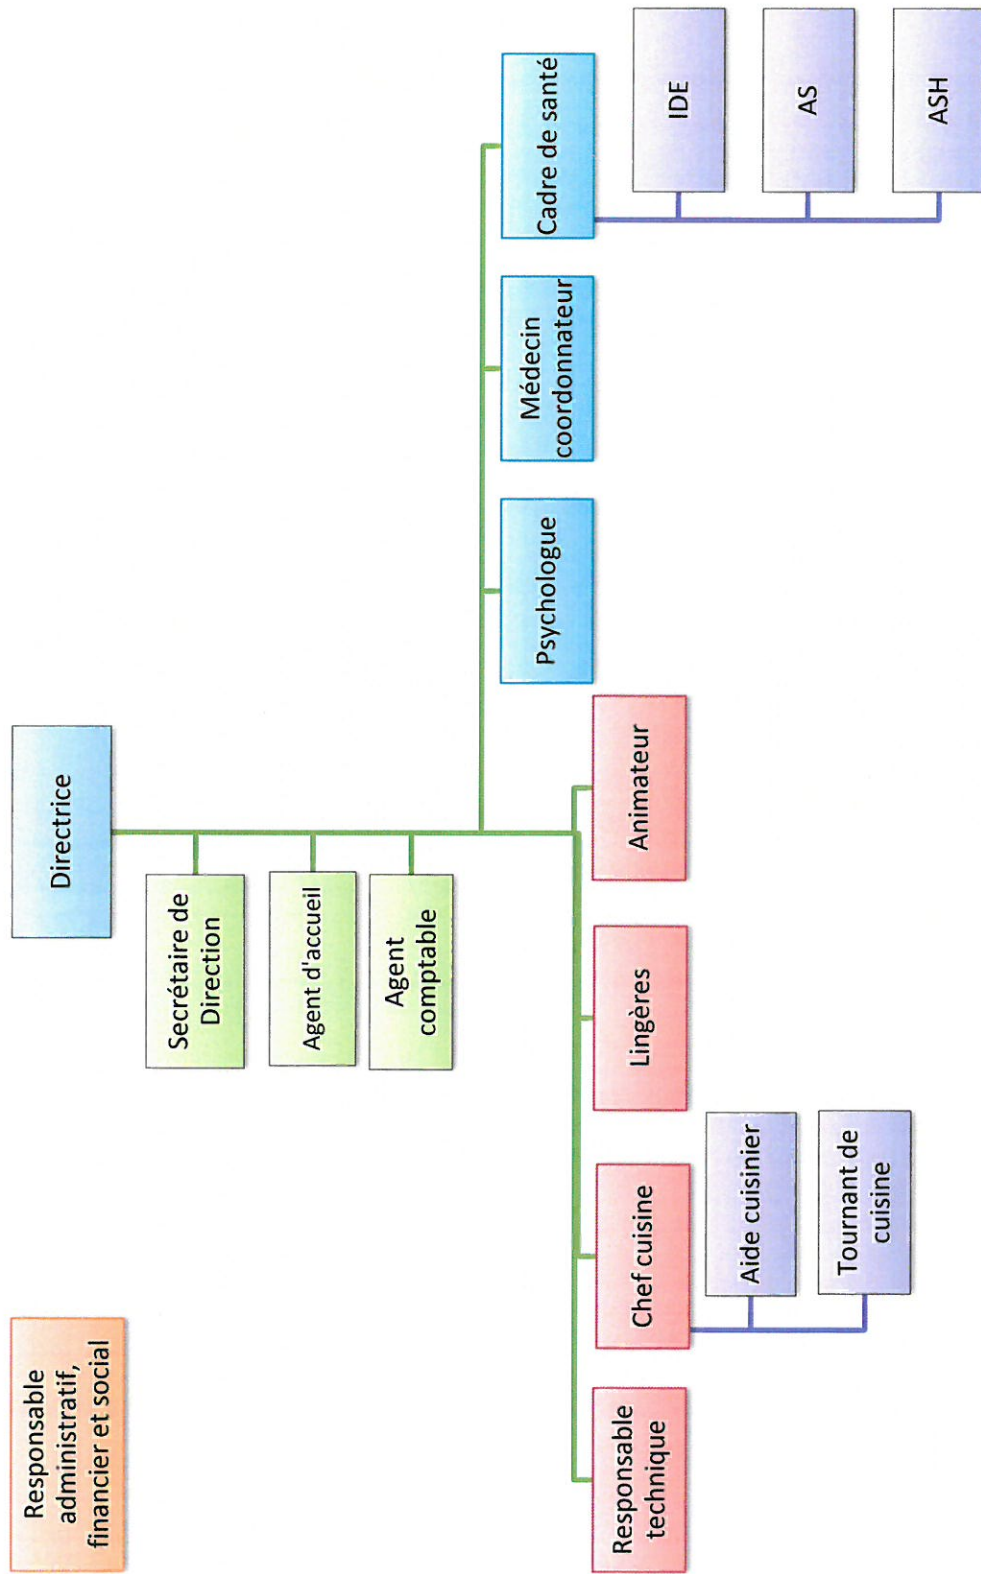 Responsable
administratif,
financier et social
Directrice
Secrétaire de
Direction
Agent d'accueil
Agent
comptable
Psychologue
Médecin
coordonnateur
Cadre de santé
Responsable
technique
Chef cuisine
Lingères
Animateur
Aide cuisinier
Tournant de
cuisine
IDE
AS
ASH